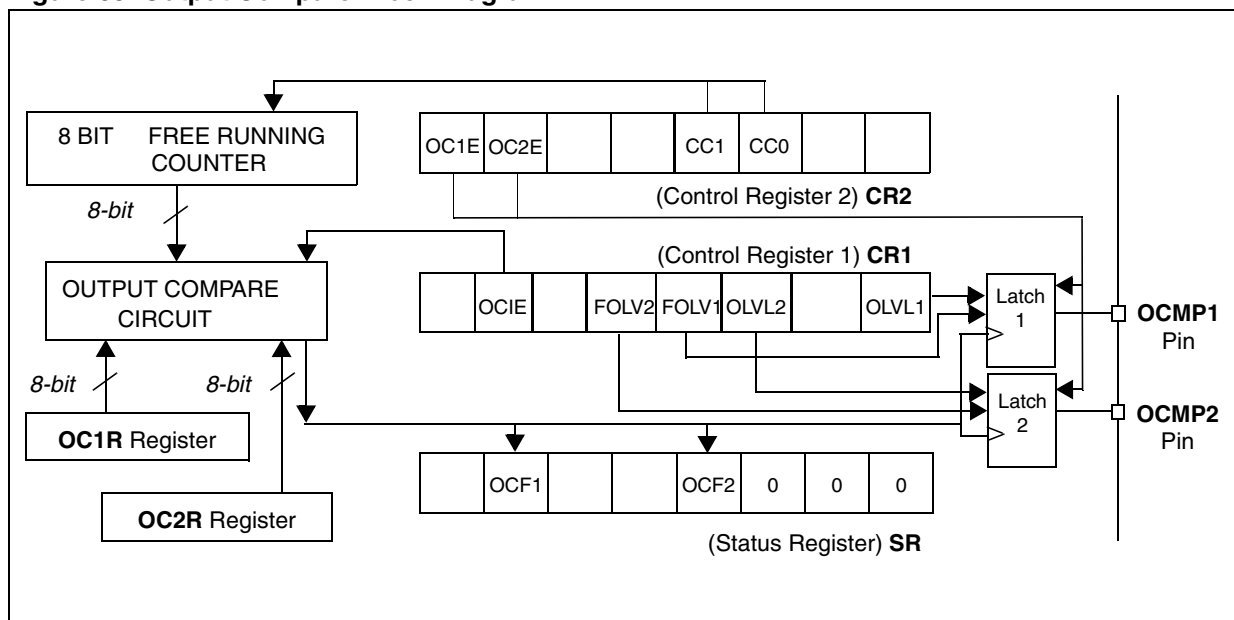 8 BIT FREE RUNNING
COUNTER
OC1E OC2E CC1 CC0
(Control Register 2) CR2
8-bit
(Control Register 1) CR1
OUTPUT COMPARE
CIRCUIT
OCIE FOLV2 FOLV1 OLVL2 OLVL1
Latch
1
OCMP1
Pin
8-bit
8-bit
Latch
2
OCMP2
Pin
OC1R Register
OCF1 OCF2 0 0 0
OC2R Register
(Status Register) SR